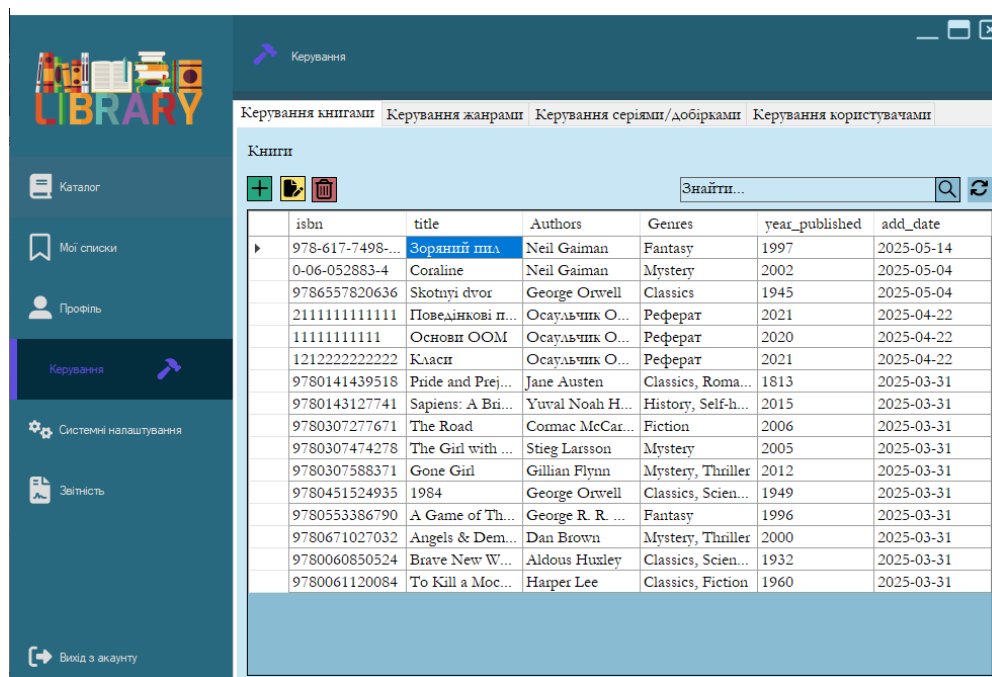 LIBRARY
Каталог
Мої списки
Профіль
Керування
Системні налаштування
Звітність
Вихід з акаунту
Керування
Керування книгами Керування жанрами Керування серіями/добірками Керування користувачами
Книги
Знайти...
isbn title Authors Genres year_published add_date
978-617-7498-... Зоряний пил Neil Gaiman Fantasy 1997 2025-05-14
0-06-052883-4 Coraline Neil Gaiman Mystery 2002 2025-05-04
9786557820636 Skotnyi dvor George Orwell Classics 1945 2025-05-04
2111111111111 Поведінкові п... Осаульчик О... Реферат 2021 2025-04-22
11111111111 Основи ООМ Осаульчик О... Реферат 2020 2025-04-22
1212222222222 Класи Осаульчик О... Реферат 2021 2025-04-22
9780141439518 Pride and Prej... Jane Austen Classics, Roma... 1813 2025-03-31
9780143127741 Sapiens: A Bri... Yuval Noah H... History, Self-h... 2015 2025-03-31
9780307277671 The Road Cormac McCar... Fiction 2006 2025-03-31
9780307474278 The Girl with ... Stieg Larsson Mystery 2005 2025-03-31
9780307588371 Gone Girl Gillian Flynn Mystery, Thriller 2012 2025-03-31
9780451524935 1984 George Orwell Classics, Scien... 1949 2025-03-31
9780553386790 A Game of Th... George R. R. ... Fantasy 1996 2025-03-31
9780671027032 Angels & Dem... Dan Brown Mystery, Thriller 2000 2025-03-31
9780060850524 Brave New W... Aldous Huxley Classics, Scien... 1932 2025-03-31
9780061120084 To Kill a Moc... Harper Lee Classics, Fiction 1960 2025-03-31